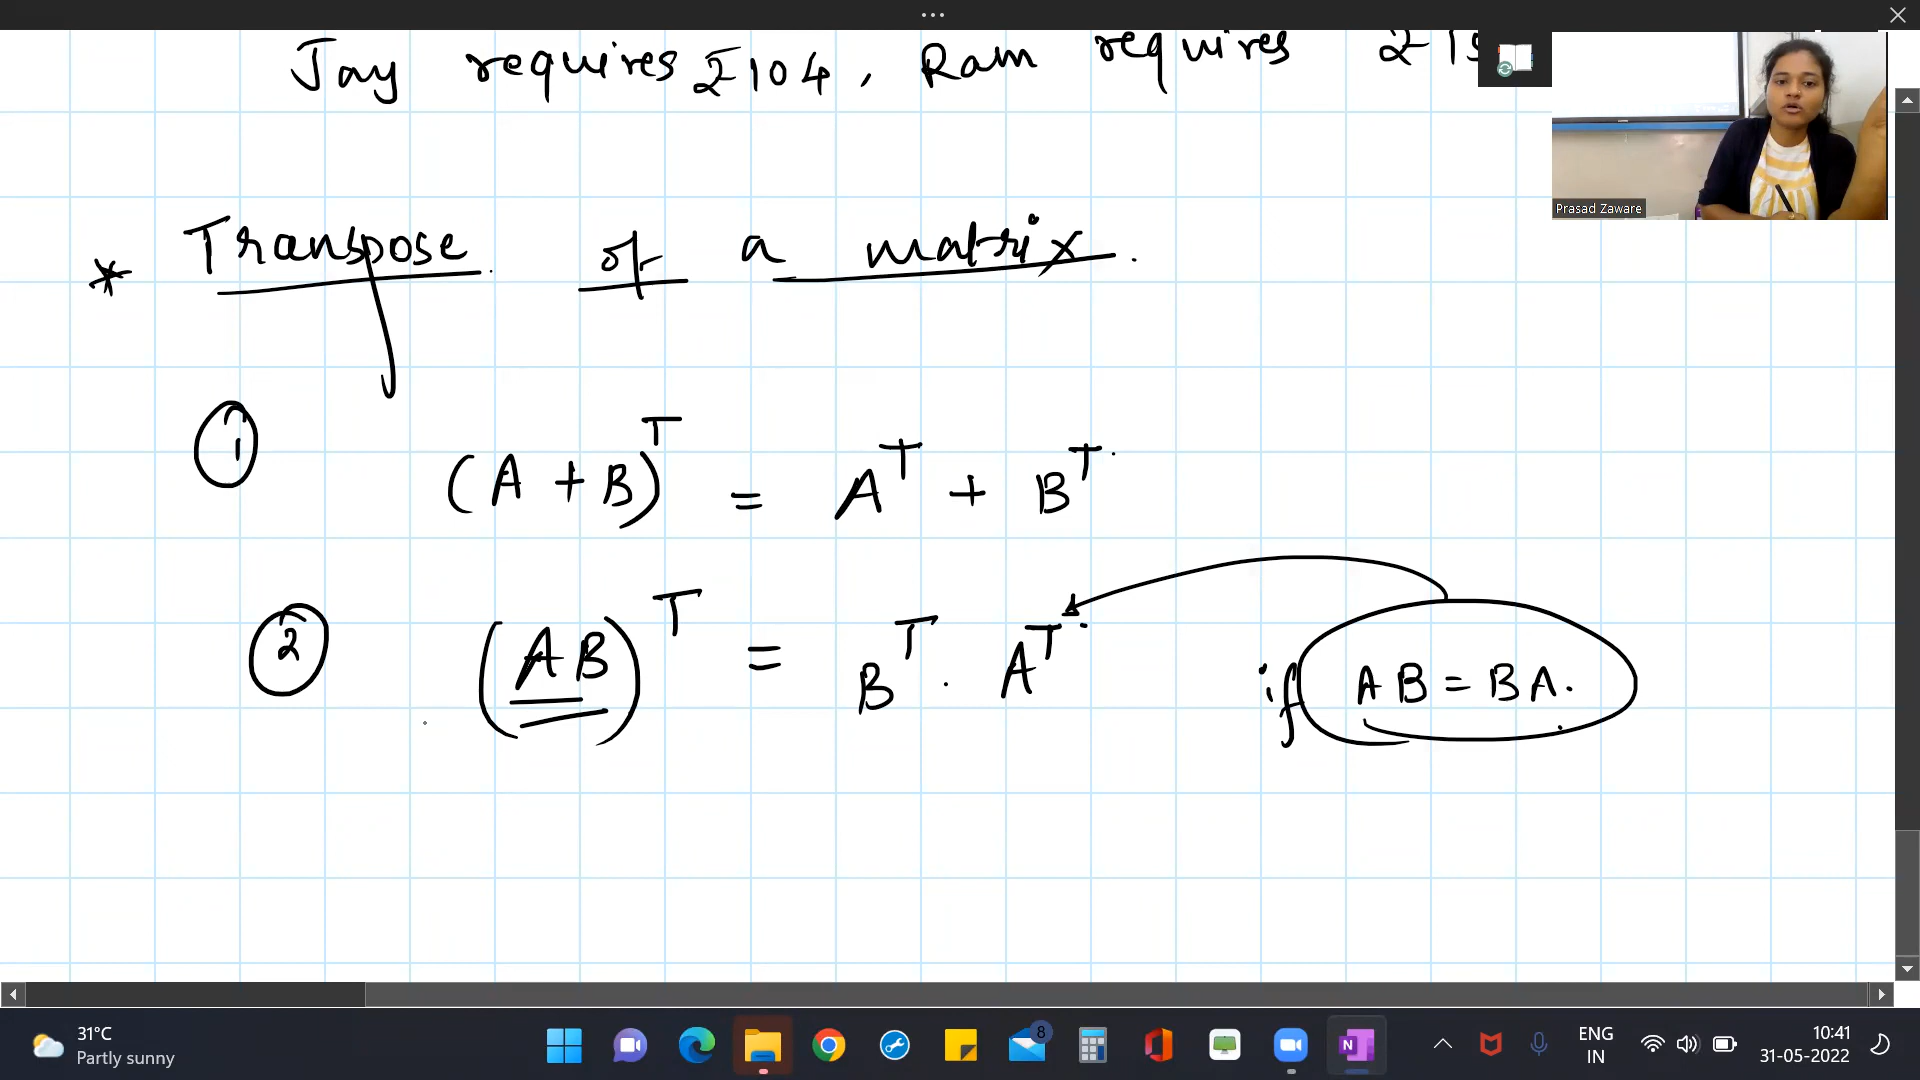 Jay requires ₹104, Ram requires ₹
Prasad Zaware
* Transpose of a matrix.
① (A + B)^T = A^T + B^T.
② (AB)^T = B^T . A^T if AB = BA.
31°C
Partly sunny
8
N
ENG
IN
10:41
31-05-2022